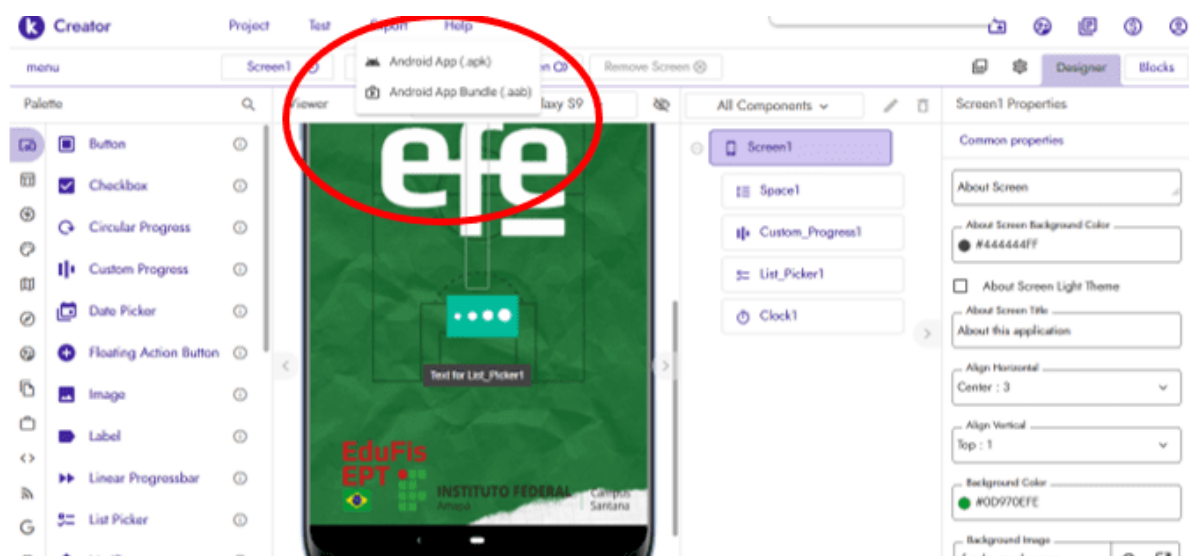 Creator
Project
Test
Export
Help
menu
Screen1
Remove Screen
Designer
Blocks
Android App (.apk)
Android App Bundle (.aab)
Palette
Viewer
laxy S9
All Components
Screen1 Properties
Button
Checkbox
Circular Progress
Custom Progress
Date Picker
Floating Action Button
Image
Label
Linear Progressbar
List Picker
efe
Text for List_Picker1
EduFis
EPT
INSTITUTO FEDERAL
Amapá
Campus
Santana
Screen1
Space1
Custom_Progress1
List_Picker1
Clock1
Common properties
About Screen
About Screen Background Color
#444444FF
About Screen Light Theme
About Screen Title
About this application
Align Horizontal
Center : 3
Align Vertical
Top : 1
Background Color
#0D970EFE
Background Image